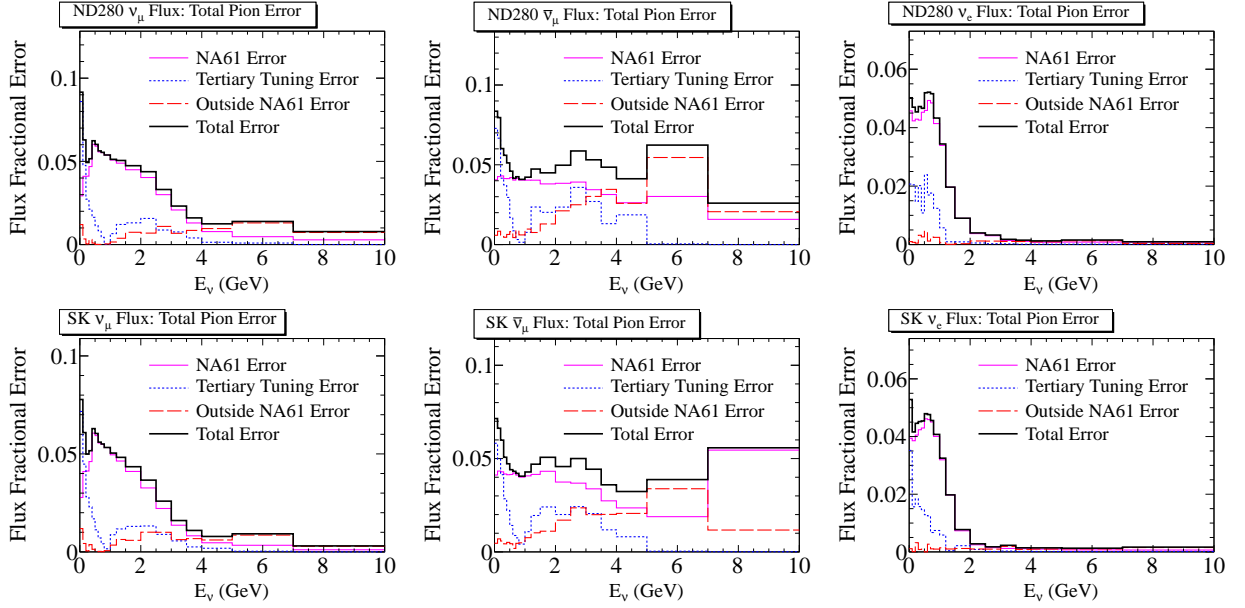 ND280 ν_μ Flux: Total Pion Error
Flux Fractional Error
0.1
0.05
0
NA61 Error
Tertiary Tuning Error
Outside NA61 Error
Total Error
0 2 4 6 8 10
E_ν (GeV)
ND280 ν̅_μ Flux: Total Pion Error
Flux Fractional Error
0.1
0.05
0
NA61 Error
Tertiary Tuning Error
Outside NA61 Error
Total Error
0 2 4 6 8 10
E_ν (GeV)
ND280 ν_e Flux: Total Pion Error
Flux Fractional Error
0.06
0.04
0.02
0
NA61 Error
Tertiary Tuning Error
Outside NA61 Error
Total Error
0 2 4 6 8 10
E_ν (GeV)
SK ν_μ Flux: Total Pion Error
Flux Fractional Error
0.1
0.05
0
NA61 Error
Tertiary Tuning Error
Outside NA61 Error
Total Error
0 2 4 6 8 10
E_ν (GeV)
SK ν̅_μ Flux: Total Pion Error
Flux Fractional Error
0.1
0.05
0
NA61 Error
Tertiary Tuning Error
Outside NA61 Error
Total Error
0 2 4 6 8 10
E_ν (GeV)
SK ν_e Flux: Total Pion Error
Flux Fractional Error
0.06
0.04
0.02
0
NA61 Error
Tertiary Tuning Error
Outside NA61 Error
Total Error
0 2 4 6 8 10
E_ν (GeV)